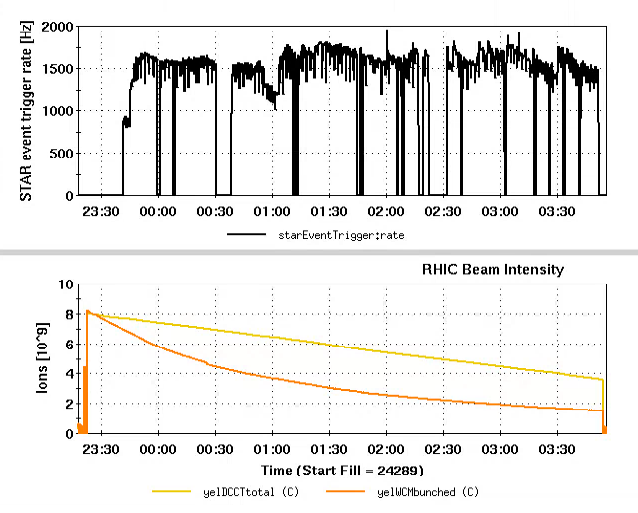 STAR event trigger rate [Hz]
2000
1500
1000
500
0
23:30 00:00 00:30 01:00 01:30 02:00 02:30 03:00 03:30
starEventTrigger:rate
RHIC Beam Intensity
Ions [10^9]
10
8
6
4
2
0
23:30 00:00 00:30 01:00 01:30 02:00 02:30 03:00 03:30
Time (Start Fill = 24289)
yelDCCTtotal (C) yelWCMbunched (C)